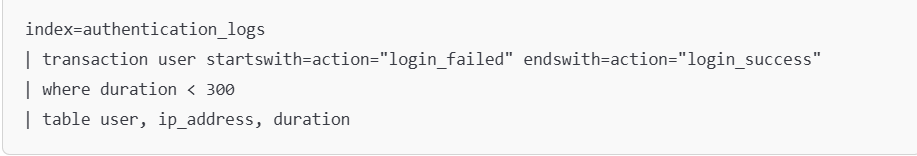 index=authentication_logs
| transaction user startswith=action="login_failed" endswith=action="login_success"
| where duration < 300
| table user, ip_address, duration